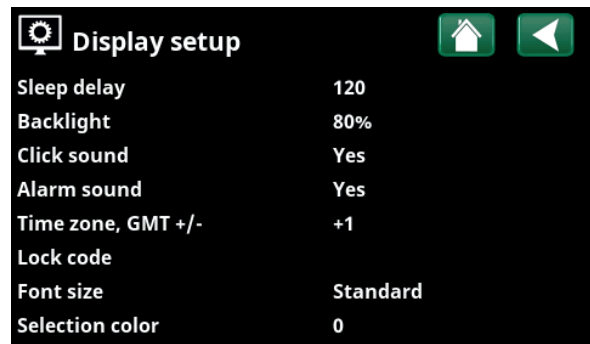 Display setup
Sleep delay 120
Backlight 80%
Click sound Yes
Alarm sound Yes
Time zone, GMT +/- +1
Lock code
Font size Standard
Selection color 0